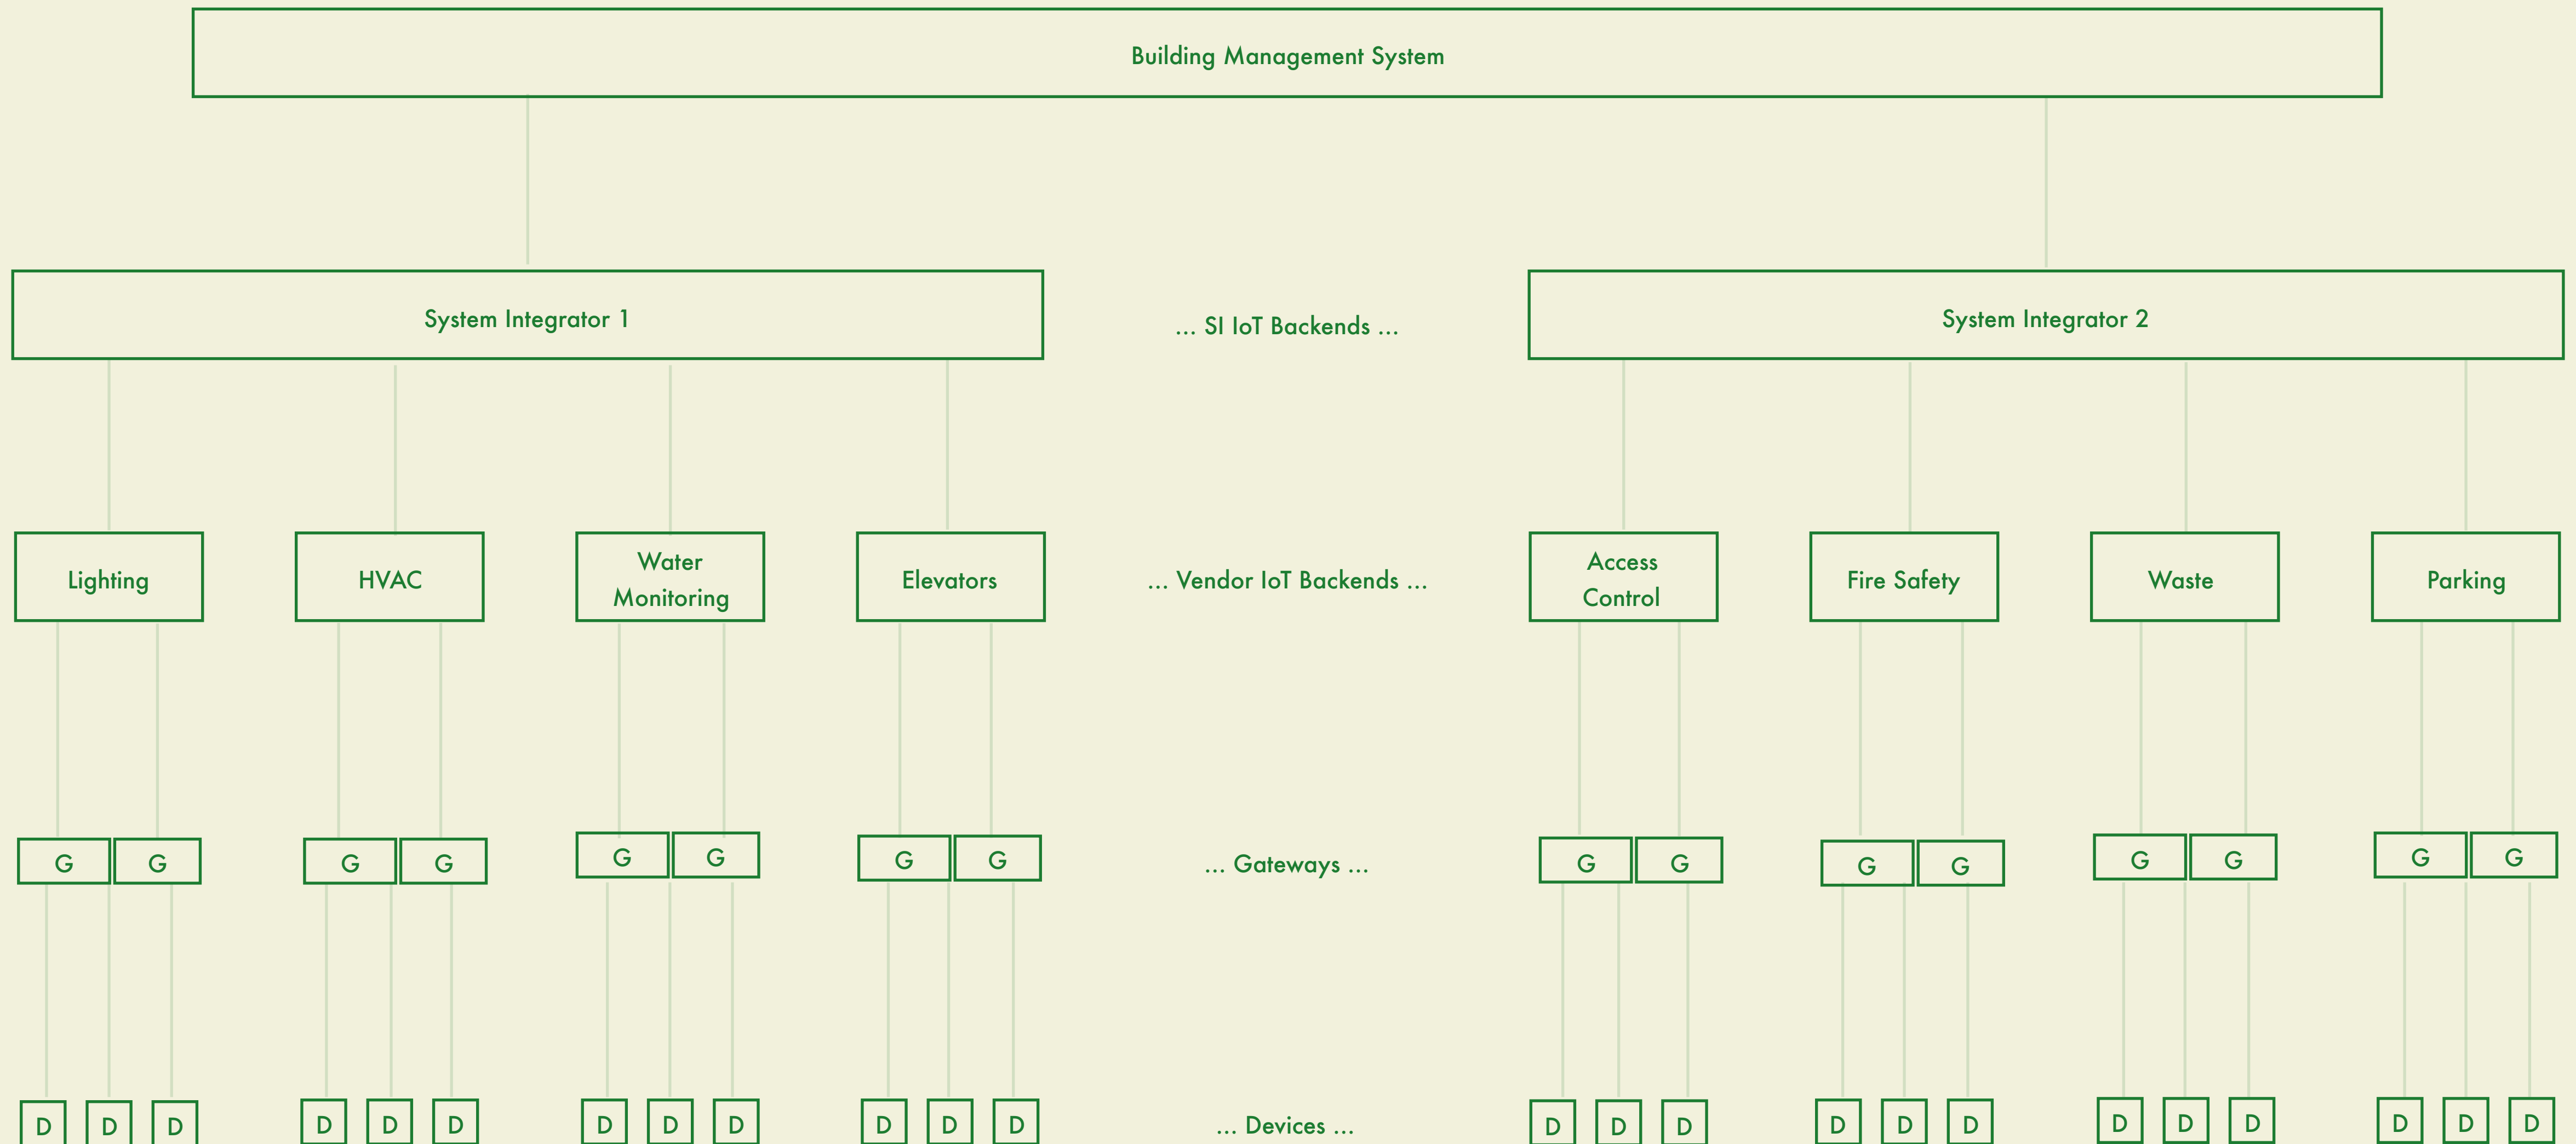 Building Management System
System Integrator 1
... SI IoT Backends ...
System Integrator 2
Lighting
HVAC
Water
Monitoring
Elevators
... Vendor IoT Backends ...
Access
Control
Fire Safety
Waste
Parking
G G
G G
G G
G G
... Gateways ...
G G
G G
G G
G G
D D D
D D D
D D D
D D D
... Devices ...
D D D
D D D
D D D
D D D